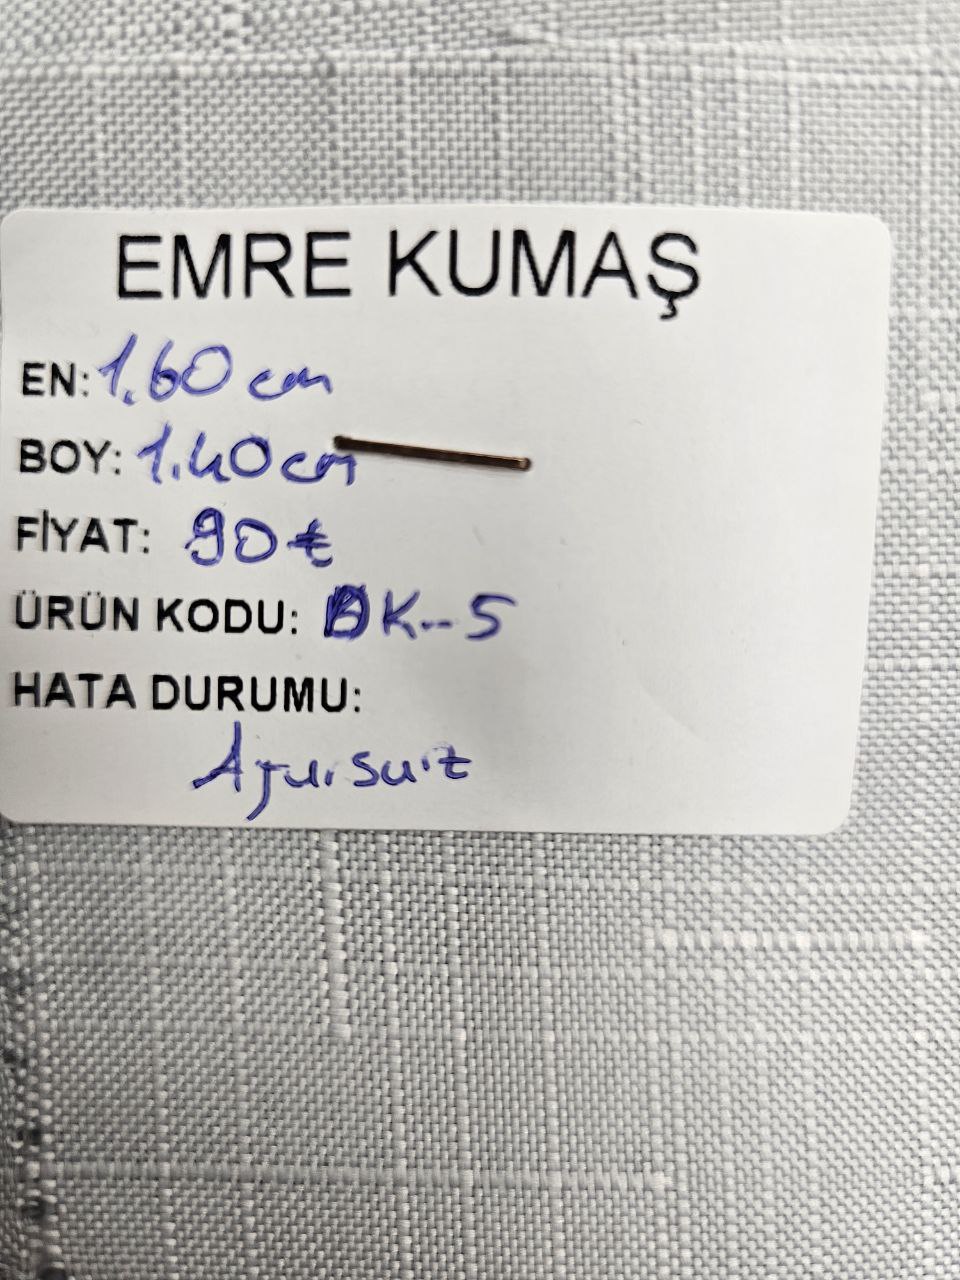 EMRE KUMAŞ
EN: 1.60 cm
BOY: 1.40 cm
FİYAT: 90 ₺
ÜRÜN KODU: K-5
HATA DURUMU: